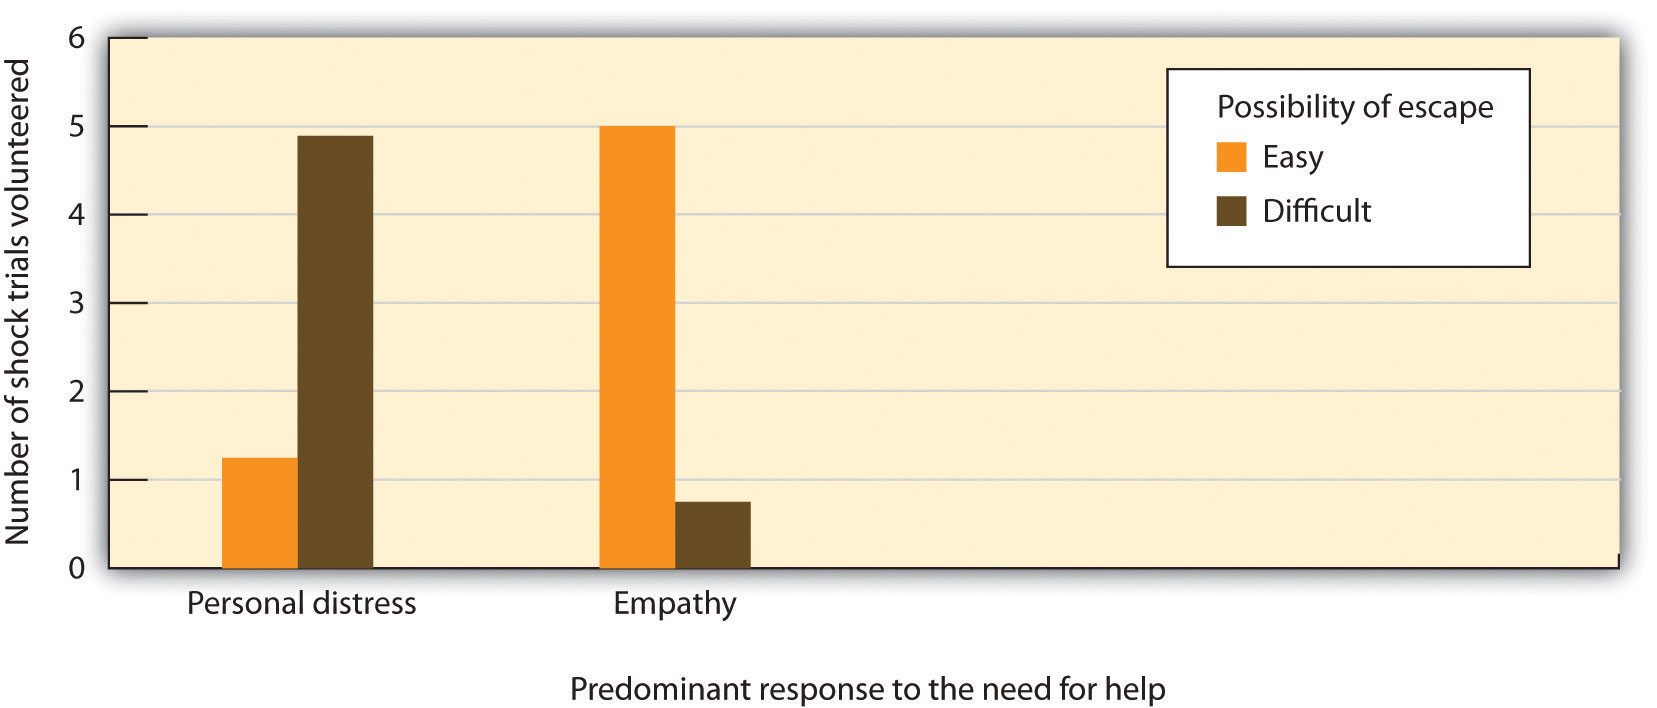 Number of shock trials volunteered
6
5
4
3
2
1
0
Possibility of escape
Easy
Difficult
Personal distress
Empathy
Predominant response to the need for help